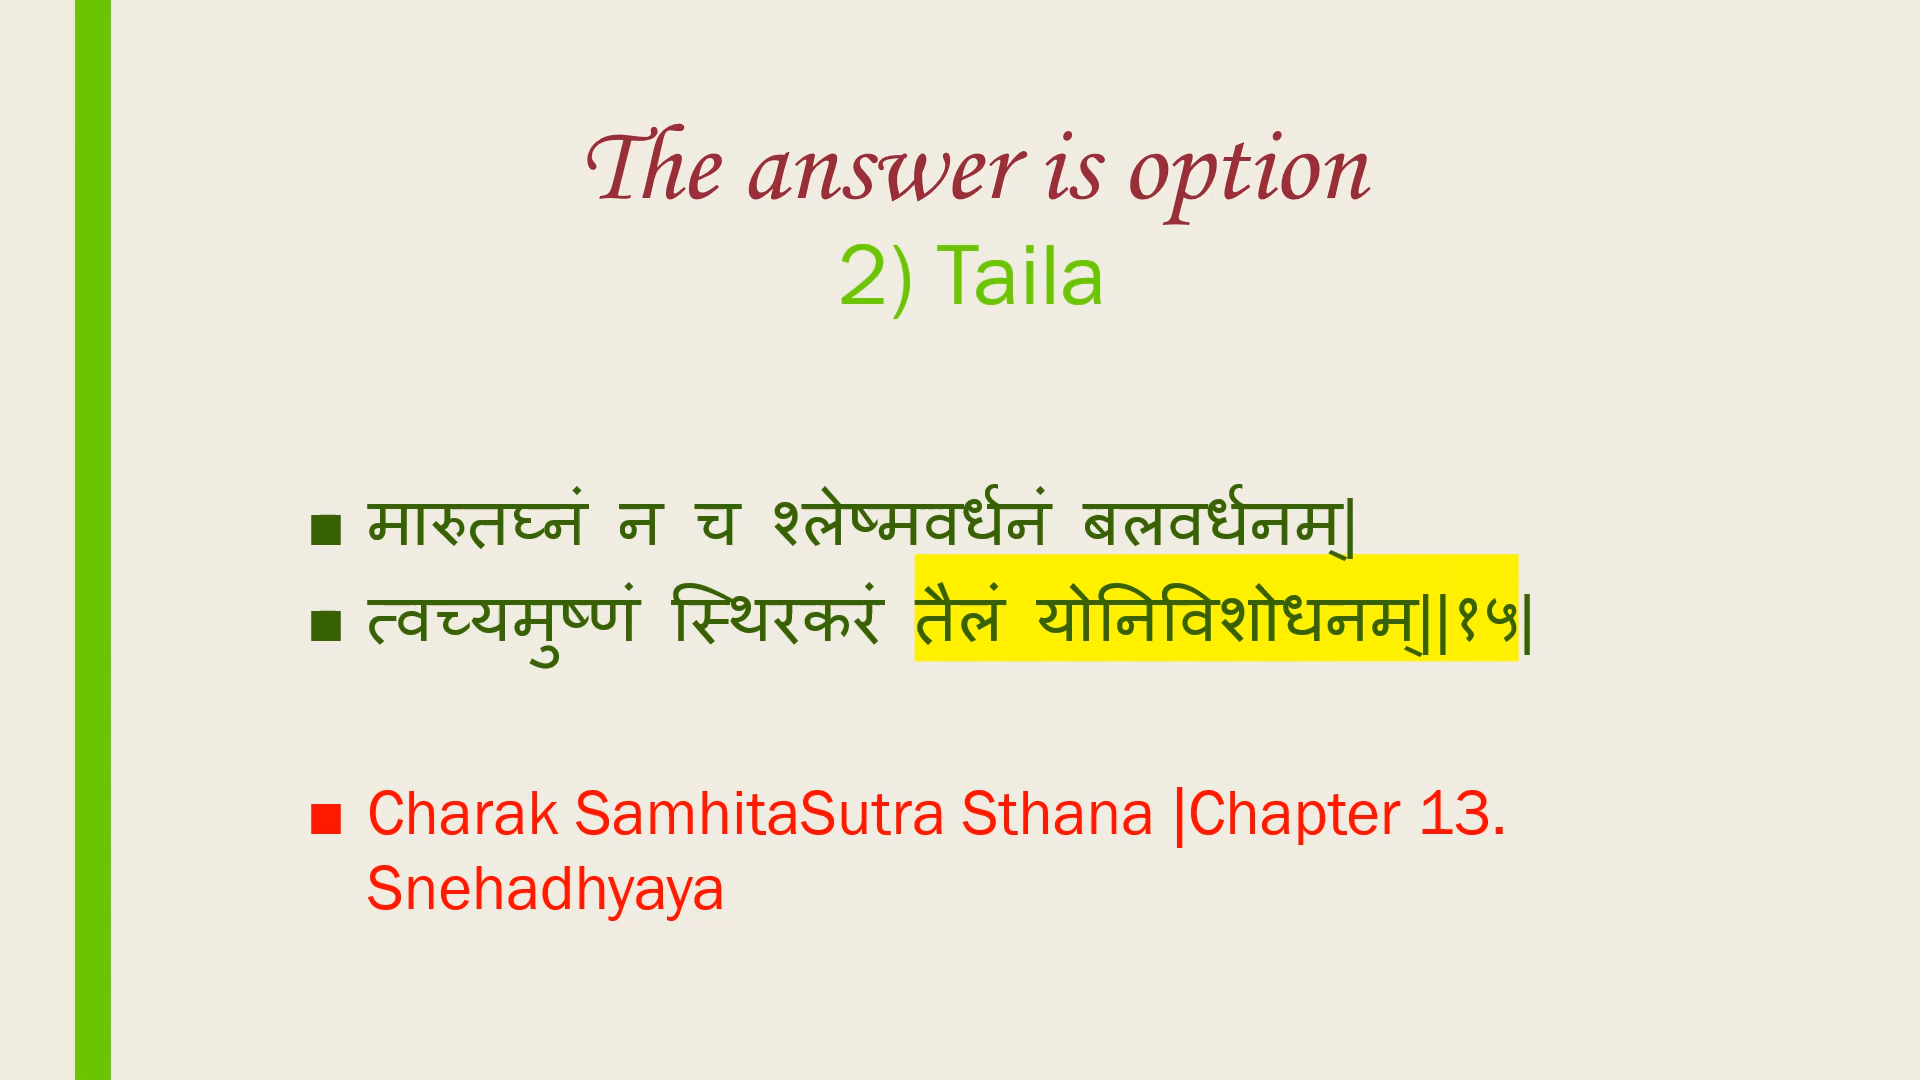 The answer is option
2) Taila
■ मारुतघ्नं न च श्लेष्मवर्धनं बलवर्धनम्|
■ त्वच्यमुष्णं स्थिरकरं तैलं योनिविशोधनम्||१५|
■ Charak SamhitaSutra Sthana |Chapter 13.
Snehadhyaya